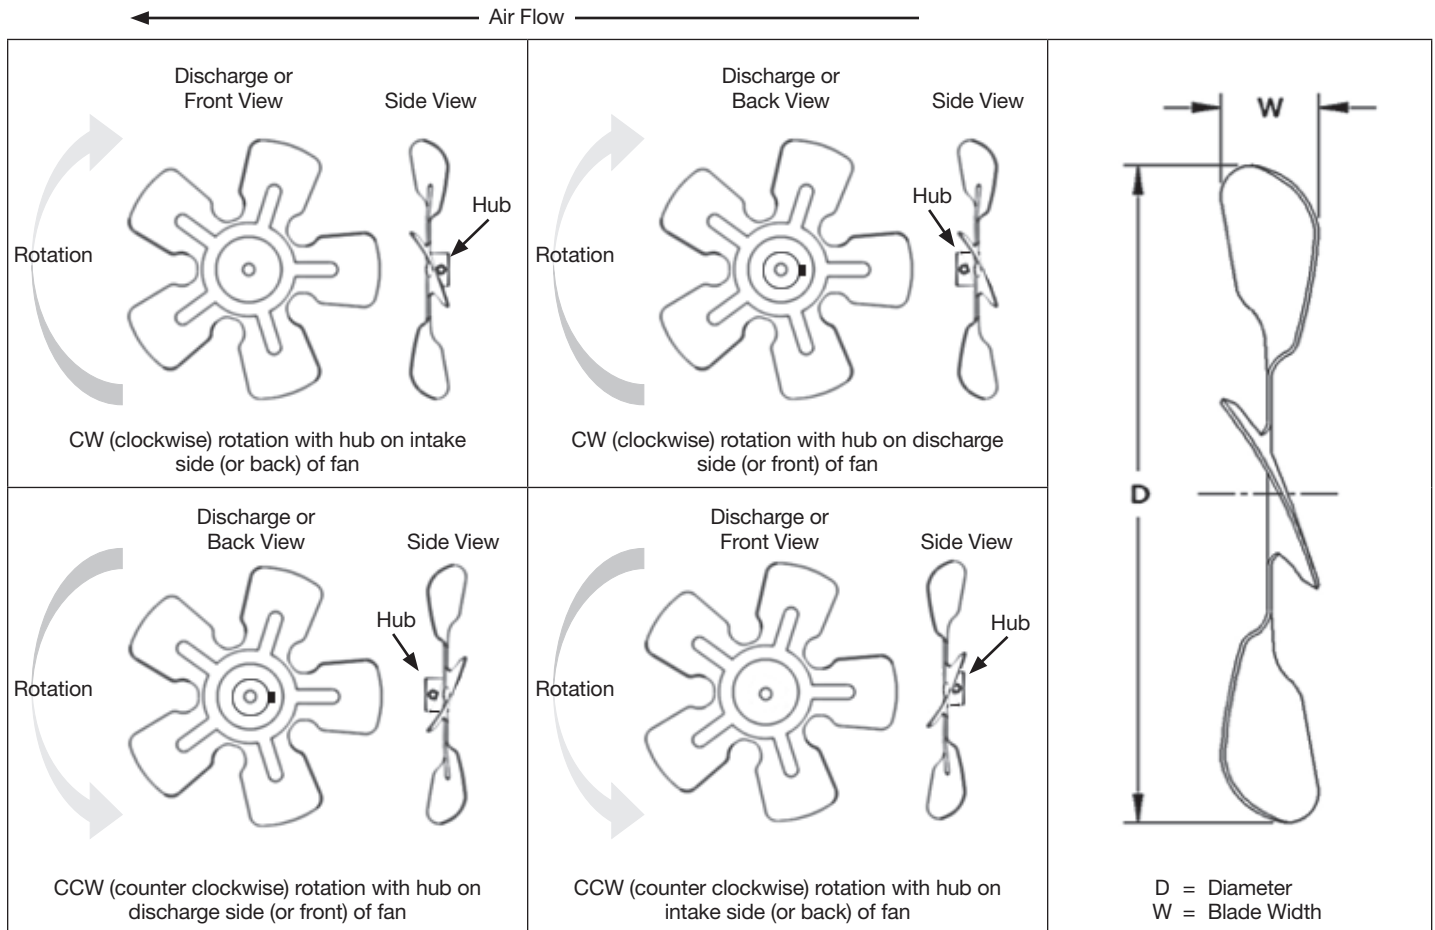 Air Flow
Discharge or
Front View
Side View
Hub
Rotation
CW (clockwise) rotation with hub on intake
side (or back) of fan
Discharge or
Back View
Side View
Hub
Rotation
CW (clockwise) rotation with hub on discharge
side (or front) of fan
Discharge or
Back View
Side View
Hub
Rotation
CCW (counter clockwise) rotation with hub on
discharge side (or front) of fan
Discharge or
Front View
Side View
Hub
Rotation
CCW (counter clockwise) rotation with hub on
intake side (or back) of fan
W
D
D = Diameter
W = Blade Width